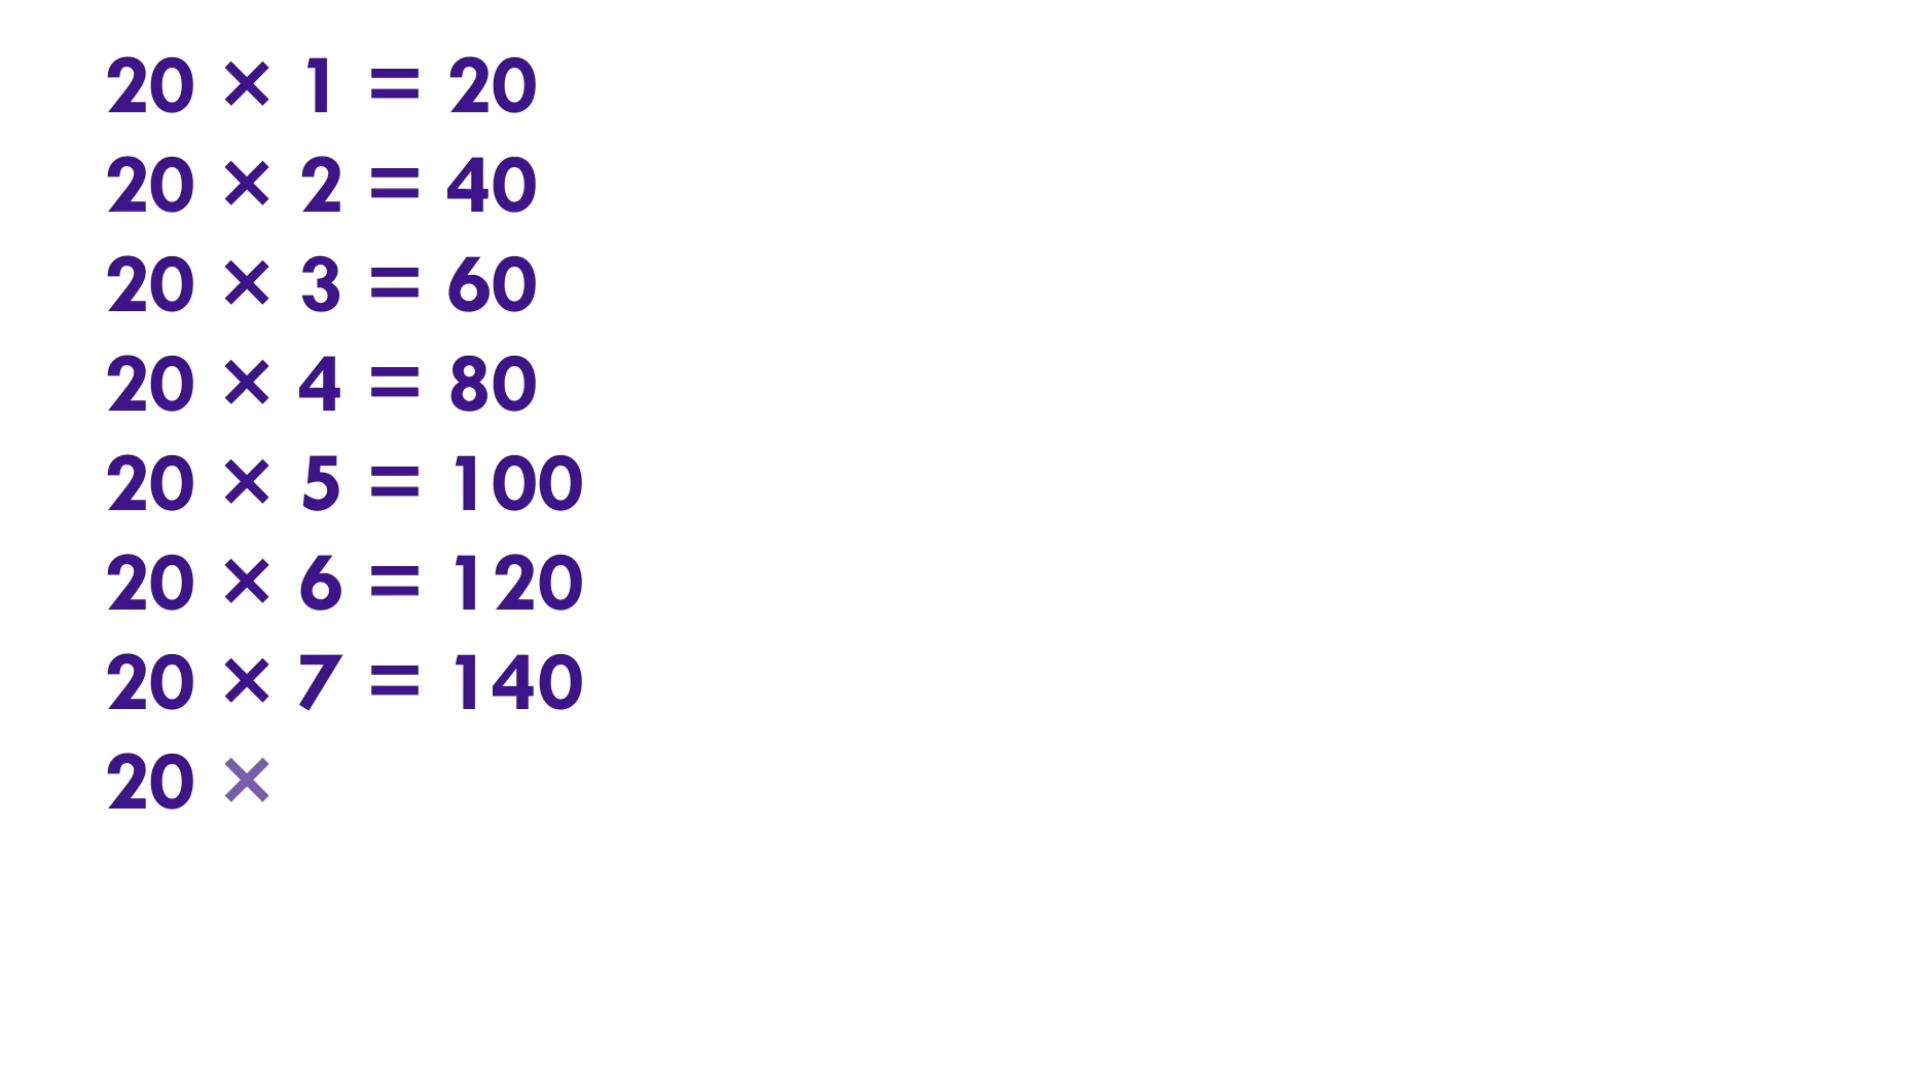 20 × 1 = 20
20 × 2 = 40
20 × 3 = 60
20 × 4 = 80
20 × 5 = 100
20 × 6 = 120
20 × 7 = 140
20 ×